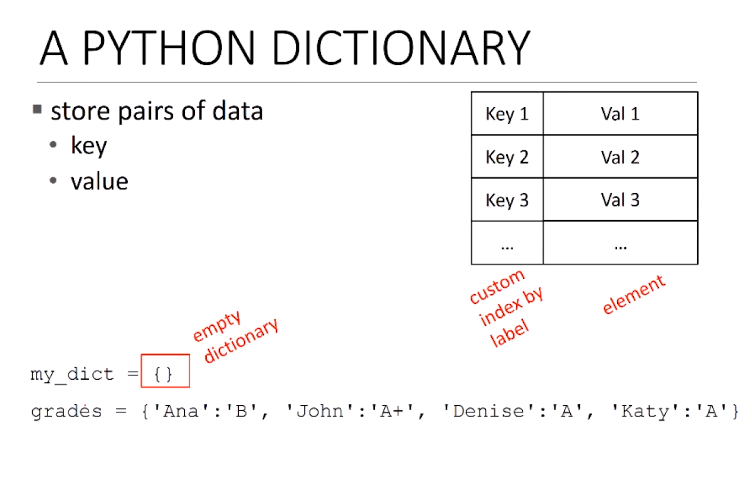 A PYTHON DICTIONARY
▪ store pairs of data
• key
• value
Key 1 Val 1
Key 2 Val 2
Key 3 Val 3
... ...
custom
index by
label
element
empty
dictionary
my_dict = {}
grades = {'Ana':'B', 'John':'A+', 'Denise':'A', 'Katy':'A'}